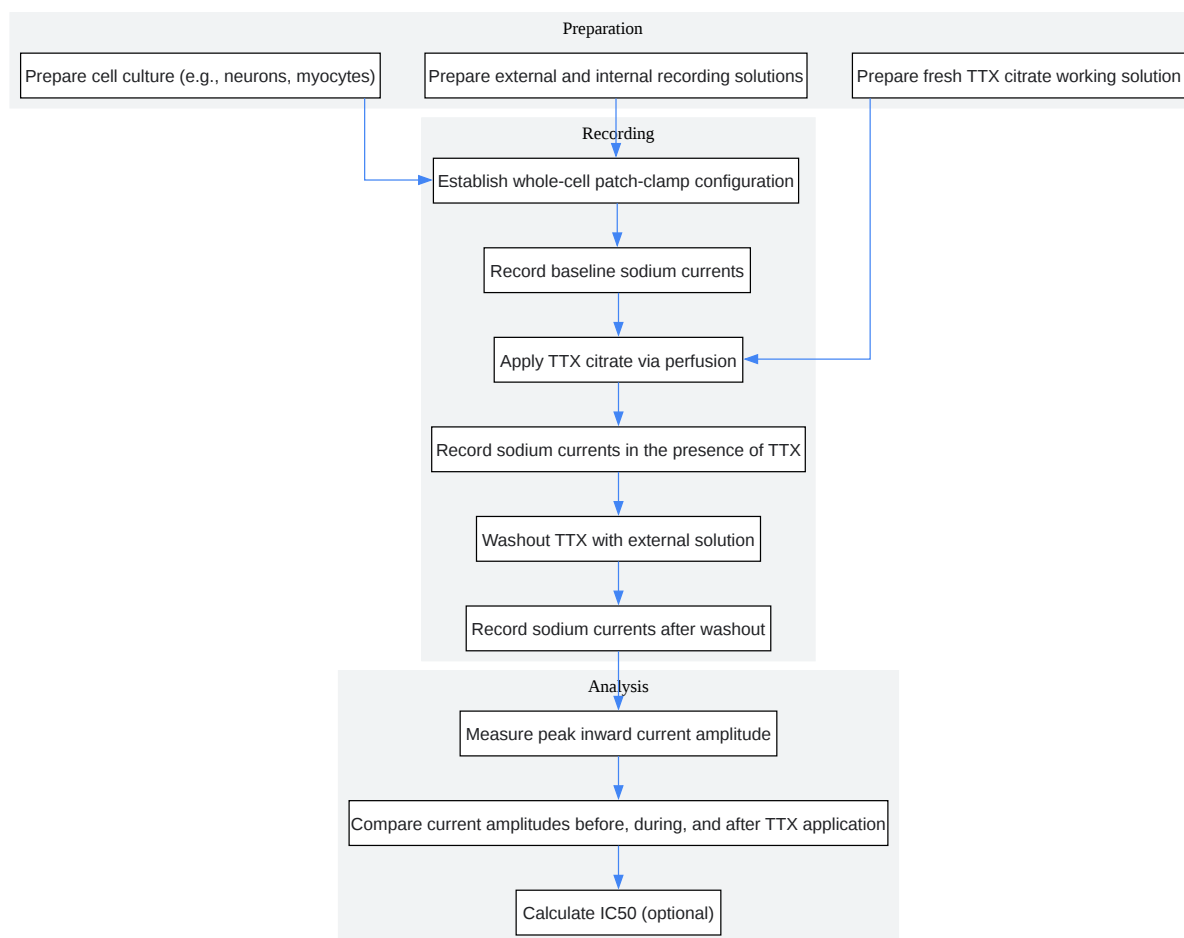 Preparation
Prepare cell culture (e.g., neurons, myocytes)
Prepare external and internal recording solutions
Prepare fresh TTX citrate working solution
Recording
Establish whole-cell patch-clamp configuration
Record baseline sodium currents
Apply TTX citrate via perfusion
Record sodium currents in the presence of TTX
Washout TTX with external solution
Record sodium currents after washout
Analysis
Measure peak inward current amplitude
Compare current amplitudes before, during, and after TTX application
Calculate IC50 (optional)